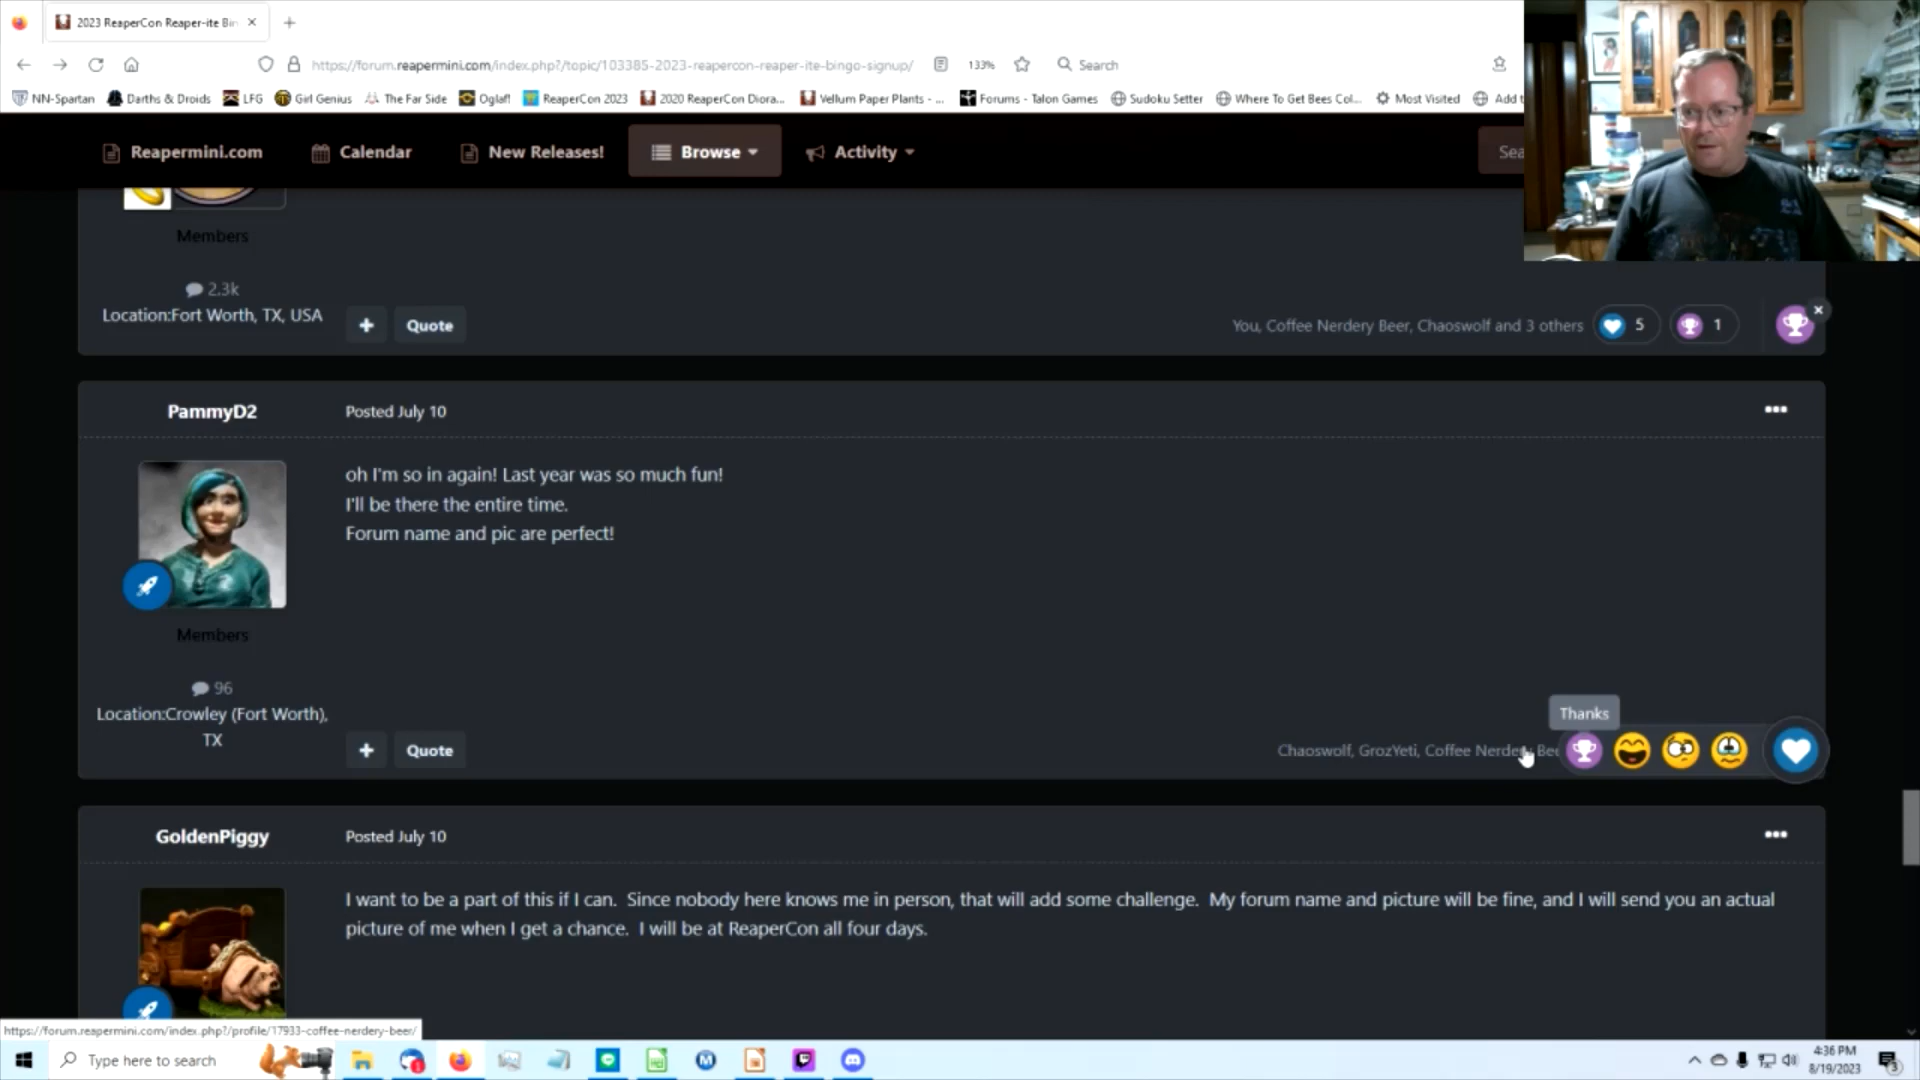 2023 ReaperCon Reaper-ite Bin
https://forum.reapermini.com/index.php?/topic/103385-2023-reapercon-reaper-ite-bingo-signup/
133%
Search
NN-Spartan
Darths & Droids
LFG
Girl Genius
The Far Side
Oglaf!
ReaperCon 2023
2020 ReaperCon Diora...
Vellum Paper Plants - ...
Forums - Talon Games
Sudoku Setter
Where To Get Bees Col...
Most Visited
Add t
Reapermini.com
Calendar
New Releases!
Browse
Activity
Sea
Members
2.3k
Location:Fort Worth, TX, USA
Quote
You, Coffee Nerdery Beer, Chaoswolf and 3 others
5
1
PammyD2
Posted July 10
oh I'm so in again! Last year was so much fun!
I'll be there the entire time.
Forum name and pic are perfect!
Members
96
Location:Crowley (Fort Worth),
TX
Quote
Thanks
Chaoswolf, GrozYeti, Coffee Nerdery Bee
GoldenPiggy
Posted July 10
I want to be a part of this if I can. Since nobody here knows me in person, that will add some challenge. My forum name and picture will be fine, and I will send you an actual
picture of me when I get a chance. I will be at ReaperCon all four days.
https://forum.reapermini.com/index.php?/profile/17933-coffee-nerdery-beer/
Type here to search
4:36 PM
8/19/2023
3